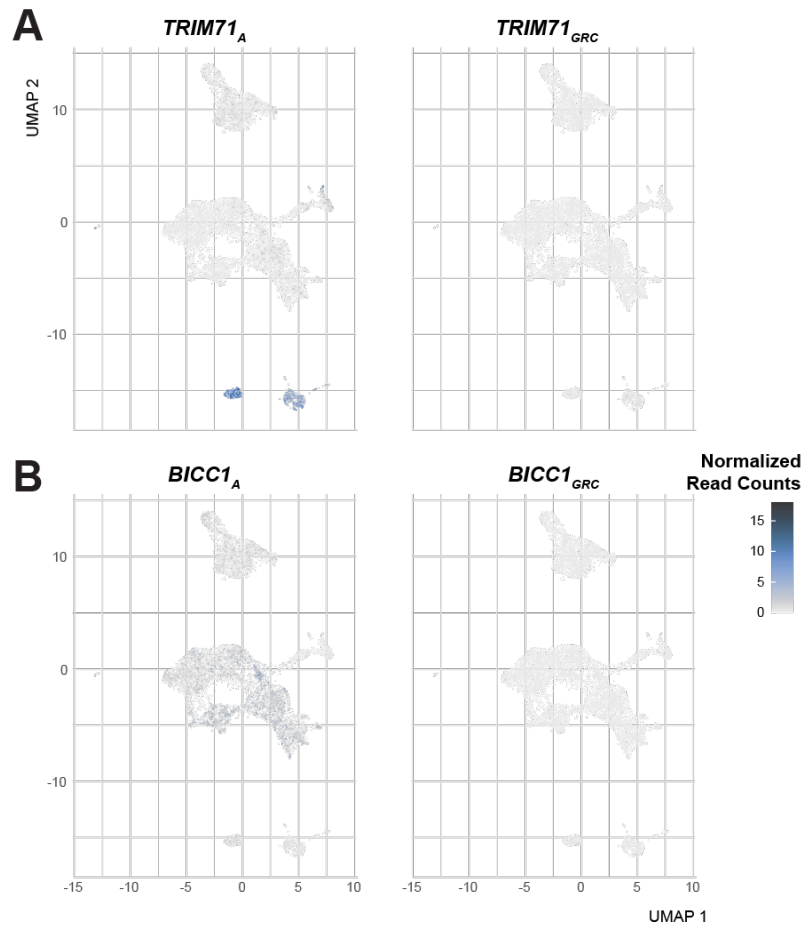 A
TRIM71A
TRIM71GRC
UMAP 2
10
0
-10
B
BICC1A
BICC1GRC
Normalized
Read Counts
15
10
5
0
10
0
-10
-15 -10 -5 0 5 10
-15 -10 -5 0 5 10
UMAP 1